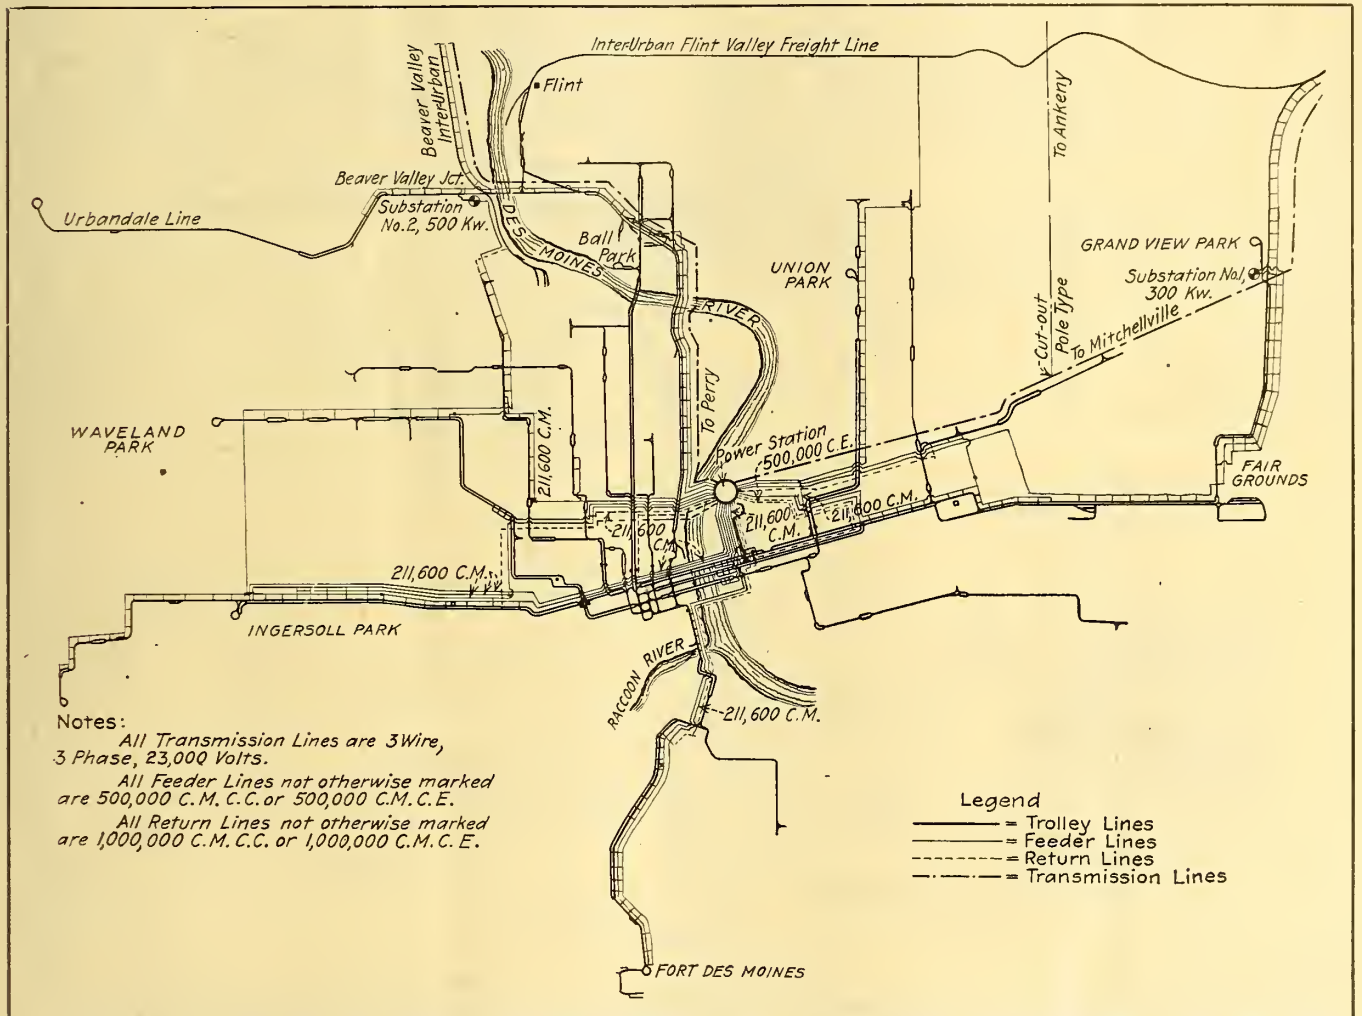 Inter-Urban Flint Valley Freight Line
Beaver Valley
Inter-Urban
Flint
To Ankeny
Beaver Valley Jct.
Substation
No.2, 500 Kw.
Urbandale Line
DES MOINES
RIVER
Ball
Park
UNION
PARK
GRAND VIEW PARK
Substation No.1,
300 Kw.
Cut-out
Pole Type
To Mitchellville
To Perry
WAVELAND
PARK
211,600 C.M.
Power Station
500,000 C.E.
FAIR
GROUNDS
211,600
C.M.
211,600
C.M.
211,600 C.M.
211,600 C.M.
INGERSOLL PARK
RACCOON RIVER
211,600 C.M.
Notes:
All Transmission Lines are 3 Wire,
3 Phase, 23,000 Volts.
All Feeder Lines not otherwise marked
are 500,000 C.M. C.C. or 500,000 C.M. C.E.
All Return Lines not otherwise marked
are 1,000,000 C.M. C.C. or 1,000,000 C.M. C. E.
Legend
= Trolley Lines
= Feeder Lines
= Return Lines
= Transmission Lines
FORT DES MOINES